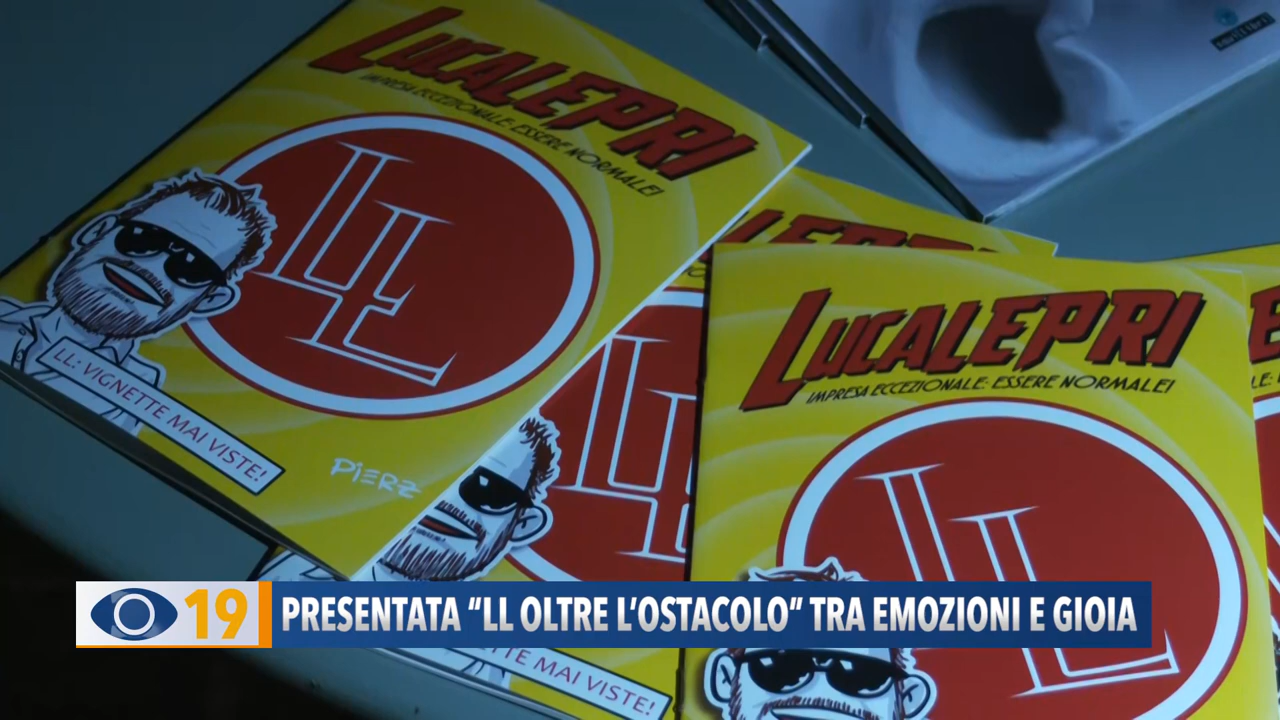 LUCALEPRI
IMPRESA ECCEZIONALE: ESSERE NORMALE!
LL
LL: VIGNETTE MAI VISTE!
PIERZ
LUCALEPRI
IMPRESA ECCEZIONALE: ESSERE NORMALE!
LL
LL
19
PRESENTATA “LL OLTRE L’OSTACOLO” TRA EMOZIONI E GIOIA
MAI VISTE!